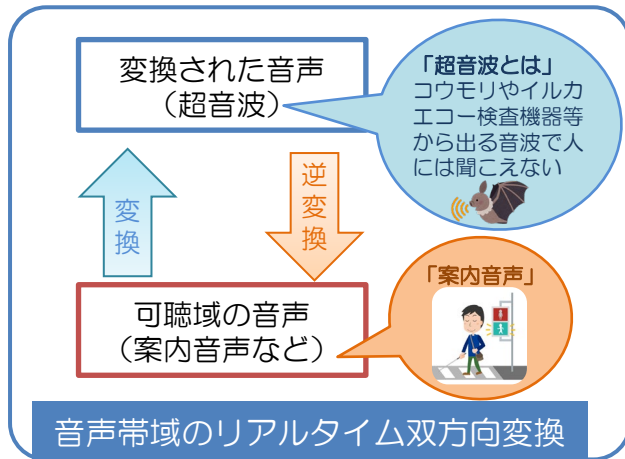 変換された音声
（超音波）
「超音波とは」
コウモリやイルカ
エコー検査機器等
から出る音波で人
には聞こえない
変換
逆変換
可聴域の音声
（案内音声など）
「案内音声」
音声帯域のリアルタイム双方向変換